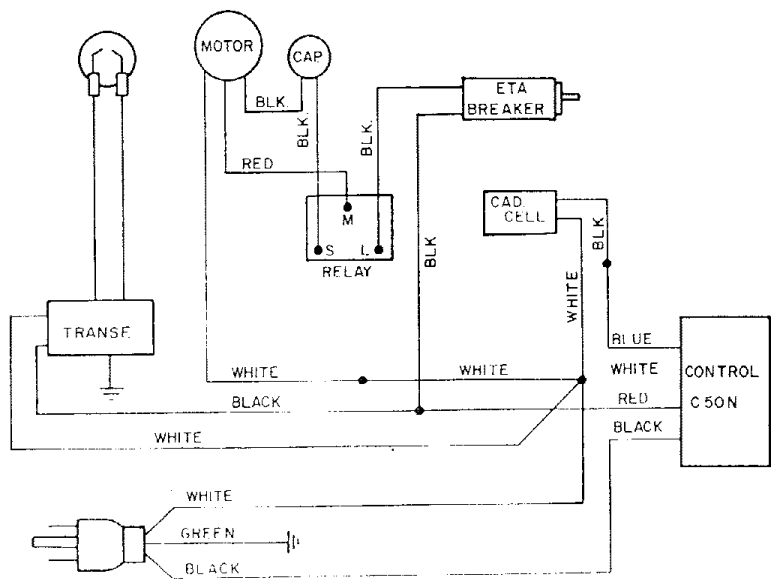 MOTOR
CAP
ETA
BREAKER
BLK.
BLK.
BLK.
RED
M
S
L
RELAY
CAD.
CELL
BLK
BLK
WHITE
TRANSF.
BLUE
WHITE
CONTROL
C50N
WHITE
WHITE
BLACK
RED
BLACK
WHITE
WHITE
GREEN
BLACK